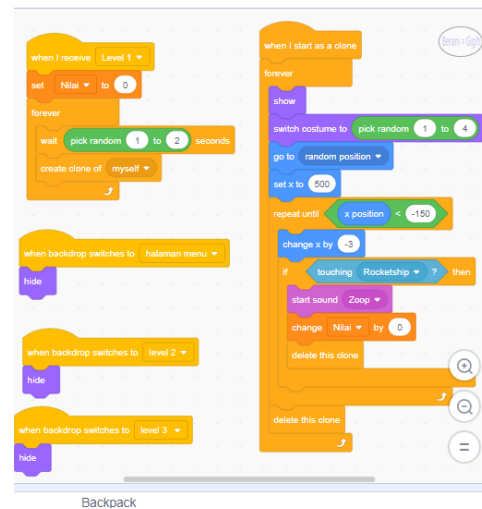 when I receive Level 1
set Nilai to 0
forever
wait pick random 1 to 2 seconds
create clone of myself
when backdrop switches to halaman menu
hide
when backdrop switches to level 2
hide
when backdrop switches to level 3
hide
when I start as a clone
forever
show
switch costume to pick random 1 to 4
go to random position
set x to 500
repeat until x position < -150
change x by -3
if touching Rocketship ? then
start sound Zoop
change Nilai by 0
delete this clone
delete this clone
Backpack